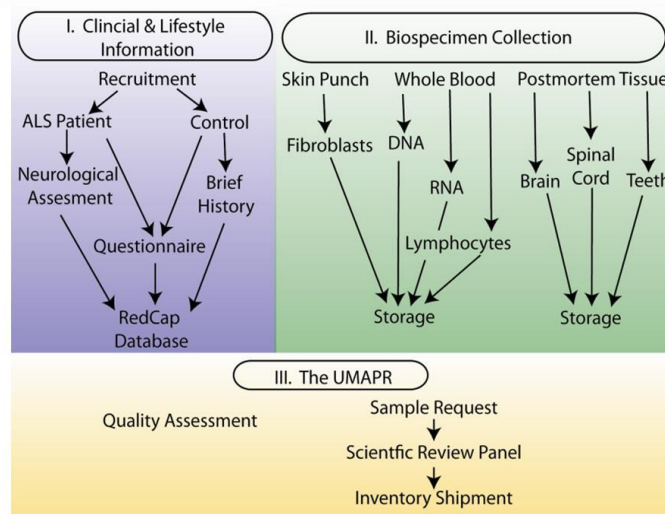 I. Clincial & Lifestyle
Information
Recruitment
ALS Patient
Control
Neurological
Assesment
Brief
History
Questionnaire
RedCap
Database
II. Biospecimen Collection
Skin Punch
Whole Blood
Postmortem Tissue
Fibroblasts
DNA
RNA
Lymphocytes
Storage
Brain
Spinal
Cord
Teeth
Storage
III. The UMAPR
Quality Assessment
Sample Request
Scientfic Review Panel
Inventory Shipment